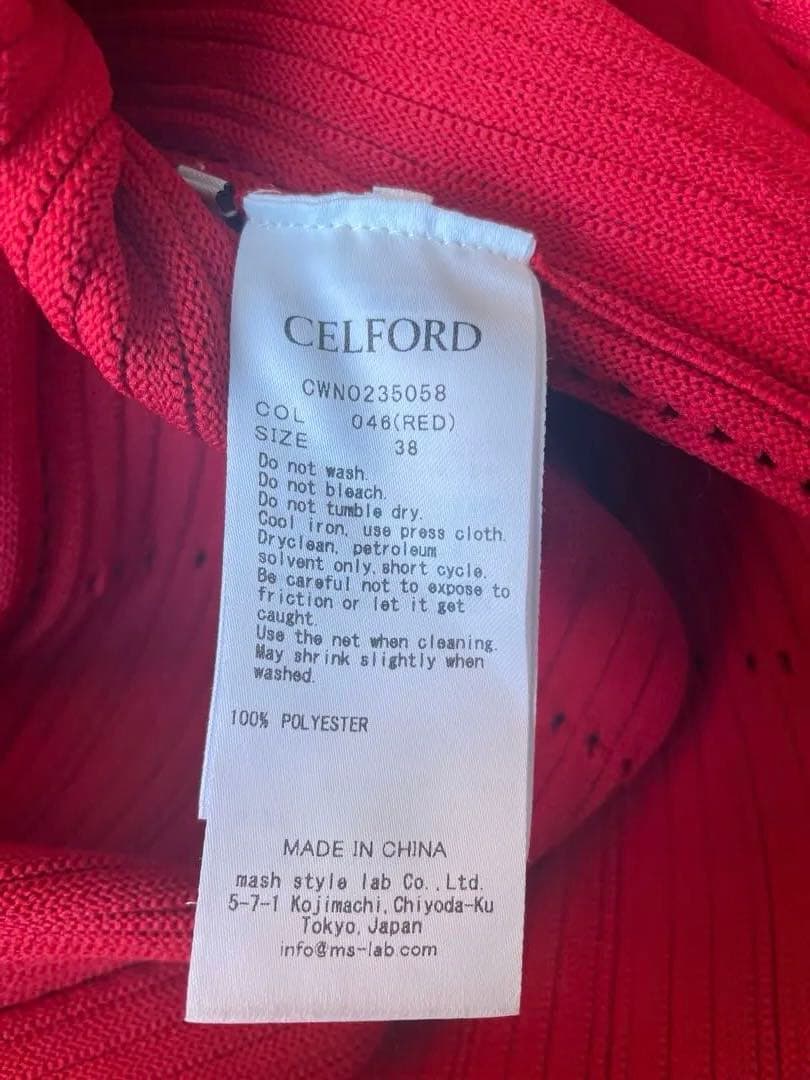 CELFORD
CWNO235058
COL 046(RED)
SIZE 38
Do not wash.
Do not bleach.
Do not tumble dry.
Cool iron, use press cloth.
Dryclean, petroleum
solvent only, short cycle.
Be careful not to expose to
friction or let it get
caught.
Use the net when cleaning.
May shrink slightly when
washed.
100% POLYESTER
MADE IN CHINA
mash style lab Co.,Ltd.
5-7-1 Kojimachi,Chiyoda-Ku
Tokyo,Japan
info@ms-lab.com